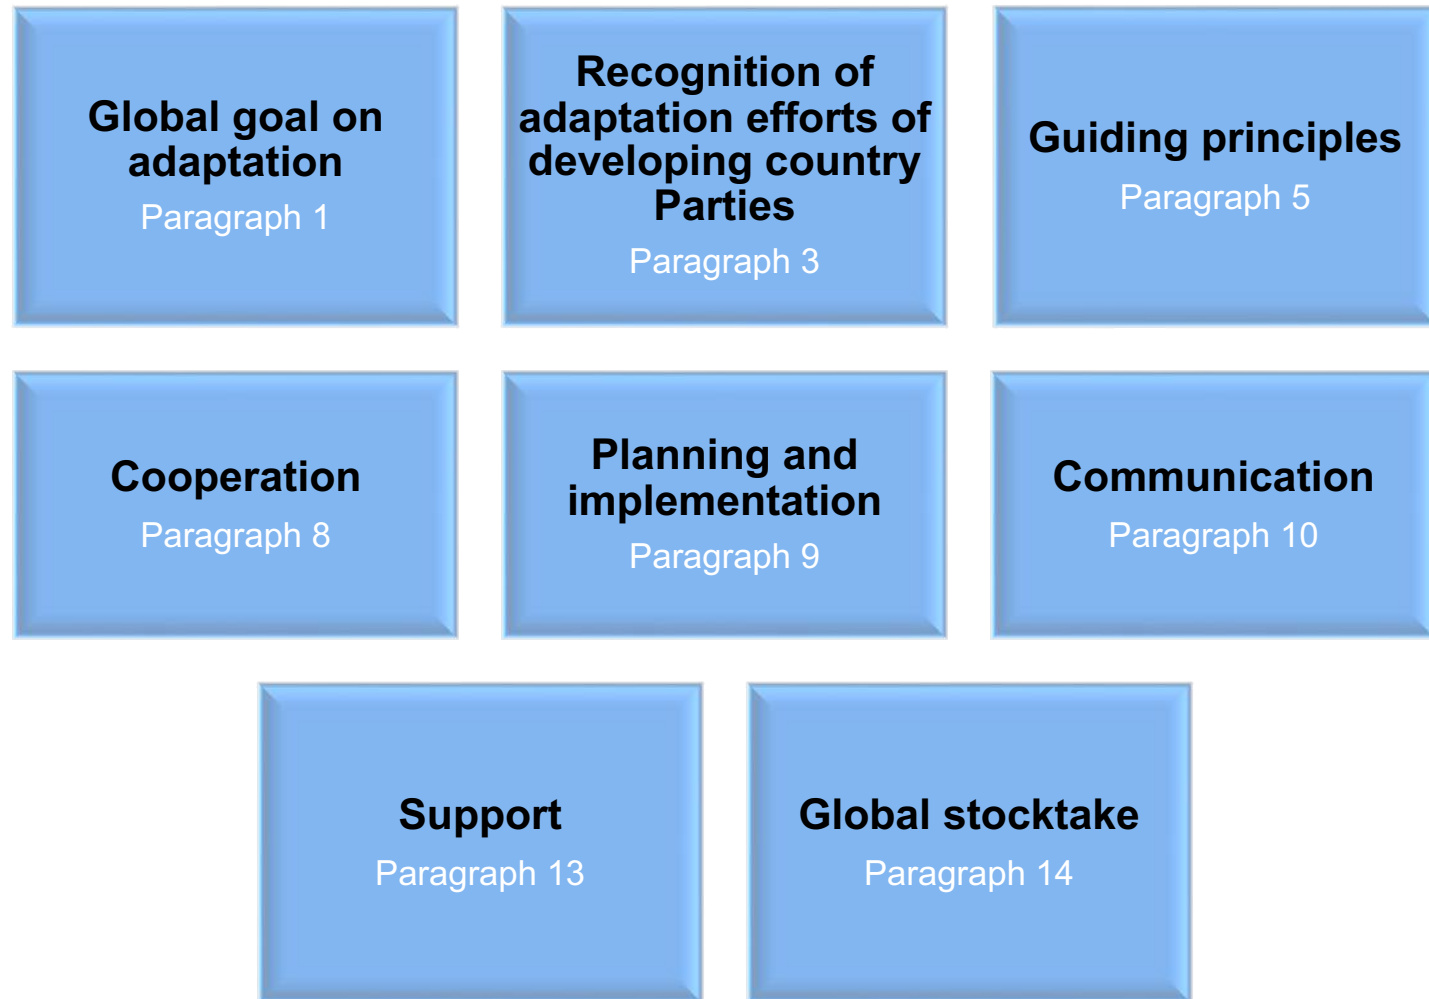 Global goal on
adaptation
Paragraph 1
Recognition of
adaptation efforts of
developing country
Parties
Paragraph 3
Guiding principles
Paragraph 5
Cooperation
Paragraph 8
Planning and
implementation
Paragraph 9
Communication
Paragraph 10
Support
Paragraph 13
Global stocktake
Paragraph 14